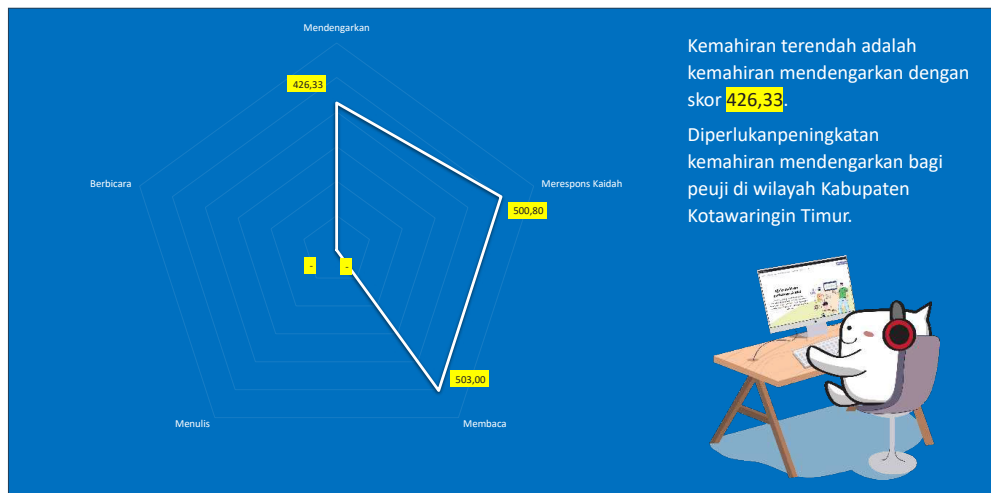 Mendengarkan
426,33
Berbicara
Merespons Kaidah
500,80
-
-
503,00
Menulis
Membaca
Kemahiran terendah adalah
kemahiran mendengarkan dengan
skor 426,33.
Diperlukanpeningkatan
kemahiran mendengarkan bagi
peuji di wilayah Kabupaten
Kotawaringin Timur.